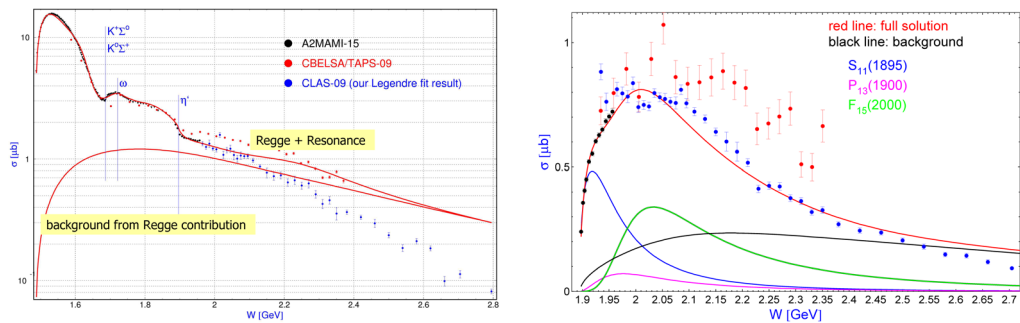 10
1
10
σ [μb]
1.6
1.8
2
2.2
2.4
2.6
2.8
W [GeV]
K⁺Σ⁰
K⁰Σ⁺
ω
η'
A2MAMI-15
CBELSA/TAPS-09
CLAS-09 (our Legendre fit result)
Regge + Resonance
background from Regge contribution
1
0.5
0
σ [μb]
1.9
1.95
2
2.05
2.1
2.15
2.2
2.25
2.3
2.35
2.4
2.45
2.5
2.55
2.6
2.65
2.7
W [GeV]
red line: full solution
black line: background
S₁₁(1895)
P₁₃(1900)
F₁₅(2000)